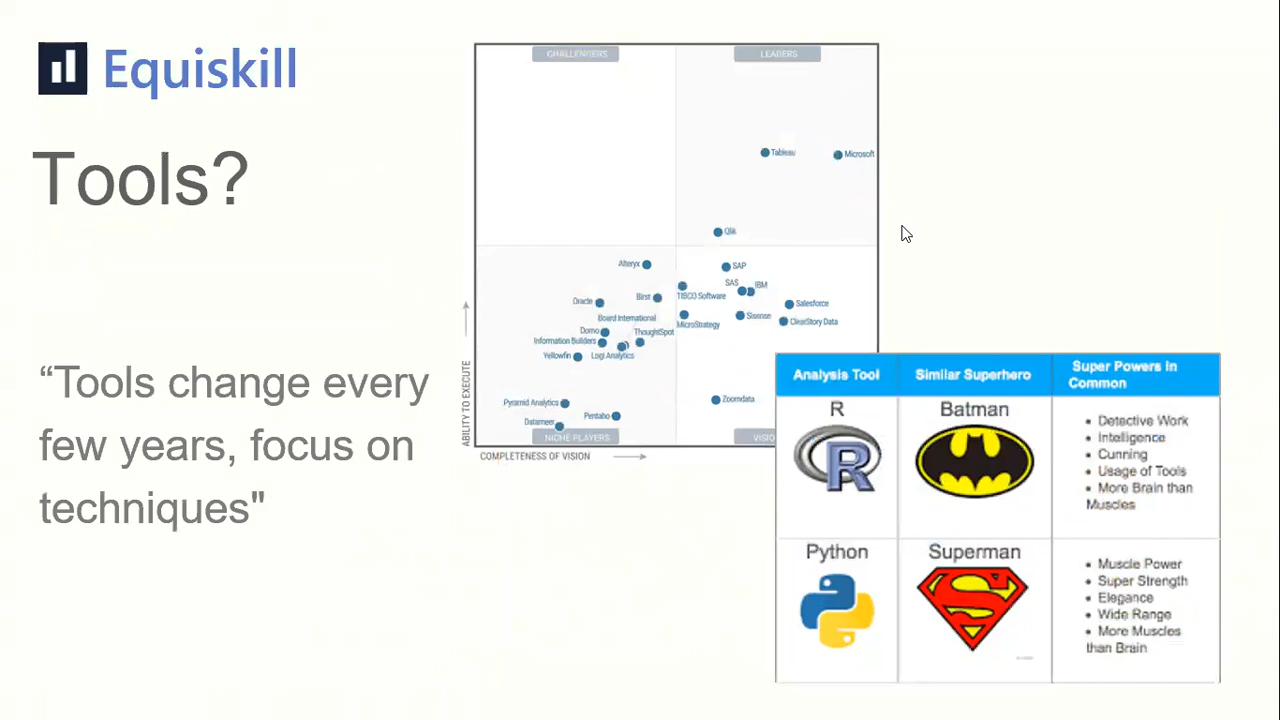 Equiskill
Tools?
“Tools change every
few years, focus on
techniques"
CHALLENGERS
LEADERS
Tableau
Microsoft
Qlik
Alteryx
SAP
SAS
IBM
Oracle
Birst
TIBCO Software
Salesforce
Board International
MicroStrategy
Sisense
ClearStory Data
Domo
ThoughtSpot
Information Builders
Yellowfin
Logi Analytics
Pyramid Analytics
Pentaho
Datameer
Zoomdata
NICHE PLAYERS
VISIO
ABILITY TO EXECUTE
COMPLETENESS OF VISION
Analysis Tool
Similar Superhero
Super Powers in
Common
R
R
Batman
• Detective Work
• Intelligence
• Cunning
• Usage of Tools
• More Brain than
Muscles
Python
Superman
S
• Muscle Power
• Super Strength
• Elegance
• Wide Range
• More Muscles
than Brain